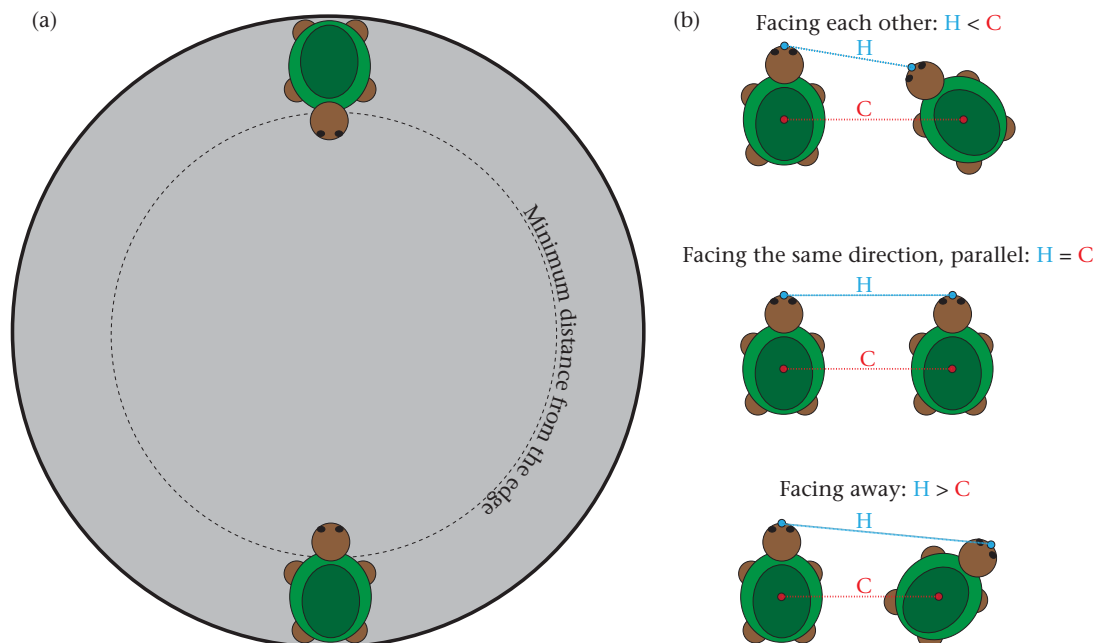 (a)
Minimum distance from the edge
(b)
Facing each other: H < C
H
C
Facing the same direction, parallel: H = C
H
C
Facing away: H > C
H
C